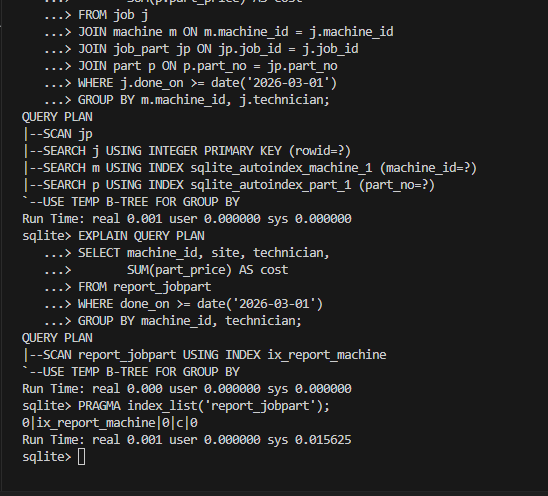 ...> SUM(p.part_price) AS cost
...> FROM job j
...> JOIN machine m ON m.machine_id = j.machine_id
...> JOIN job_part jp ON jp.job_id = j.job_id
...> JOIN part p ON p.part_no = jp.part_no
...> WHERE j.done_on >= date('2026-03-01')
...> GROUP BY m.machine_id, j.technician;
QUERY PLAN
|--SCAN jp
|--SEARCH j USING INTEGER PRIMARY KEY (rowid=?)
|--SEARCH m USING INDEX sqlite_autoindex_machine_1 (machine_id=?)
|--SEARCH p USING INDEX sqlite_autoindex_part_1 (part_no=?)
`--USE TEMP B-TREE FOR GROUP BY
Run Time: real 0.001 user 0.000000 sys 0.000000
sqlite> EXPLAIN QUERY PLAN
...> SELECT machine_id, site, technician,
...>        SUM(part_price) AS cost
...> FROM report_jobpart
...> WHERE done_on >= date('2026-03-01')
...> GROUP BY machine_id, technician;
QUERY PLAN
|--SCAN report_jobpart USING INDEX ix_report_machine
`--USE TEMP B-TREE FOR GROUP BY
Run Time: real 0.000 user 0.000000 sys 0.000000
sqlite> PRAGMA index_list('report_jobpart');
0|ix_report_machine|0|c|0
Run Time: real 0.001 user 0.000000 sys 0.015625
sqlite>